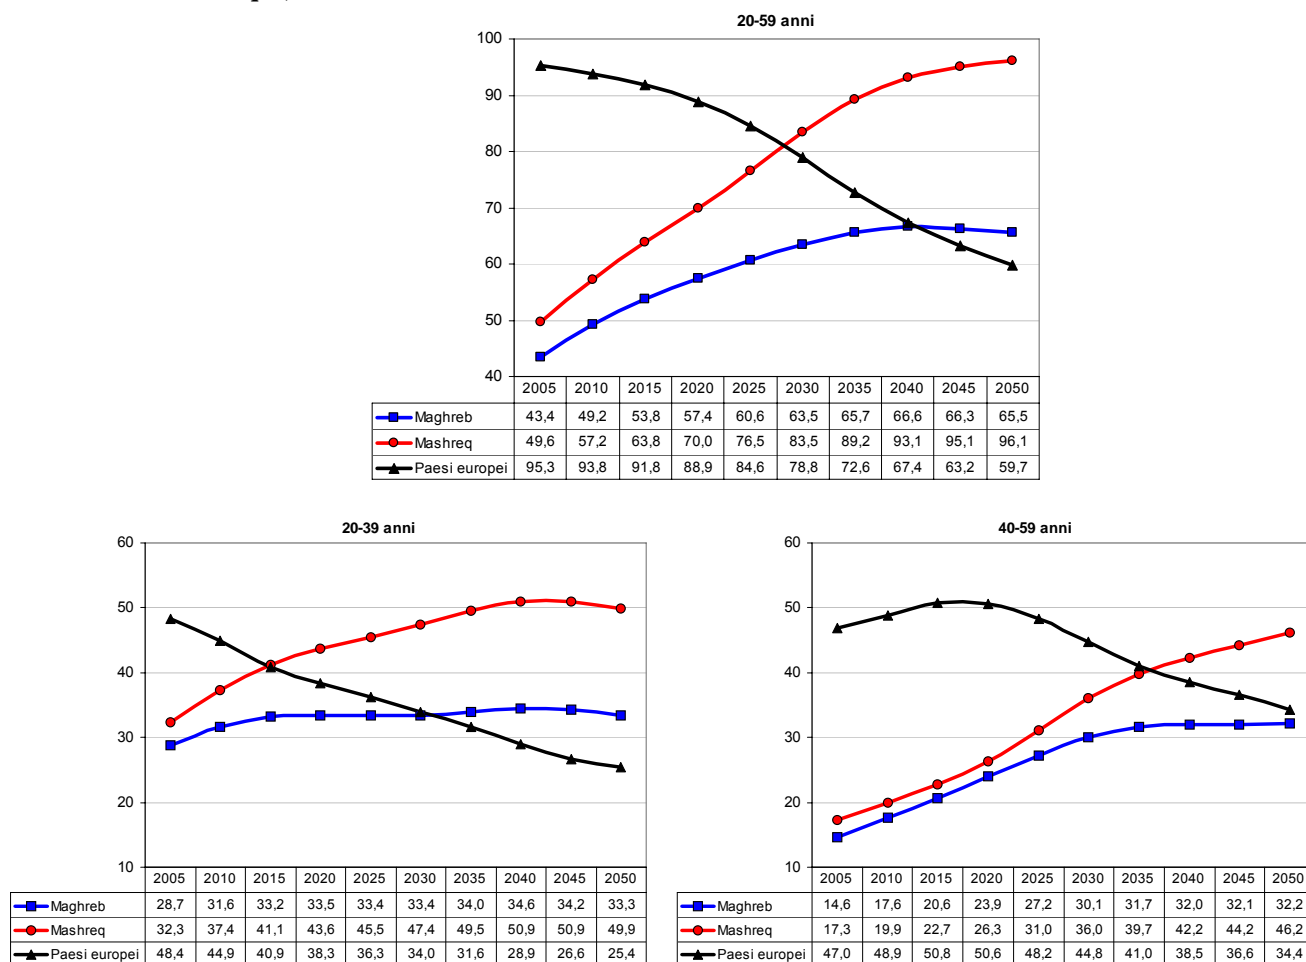 20-59 anni
100
90
80
70
60
50
40
2005 2010 2015 2020 2025 2030 2035 2040 2045 2050
Maghreb 43,4 49,2 53,8 57,4 60,6 63,5 65,7 66,6 66,3 65,5
Mashreq 49,6 57,2 63,8 70,0 76,5 83,5 89,2 93,1 95,1 96,1
Paesi europei 95,3 93,8 91,8 88,9 84,6 78,8 72,6 67,4 63,2 59,7
20-39 anni
60
50
40
30
20
10
2005 2010 2015 2020 2025 2030 2035 2040 2045 2050
Maghreb 28,7 31,6 33,2 33,5 33,4 33,4 34,0 34,6 34,2 33,3
Mashreq 32,3 37,4 41,1 43,6 45,5 47,4 49,5 50,9 50,9 49,9
Paesi europei 48,4 44,9 40,9 38,3 36,3 34,0 31,6 28,9 26,6 25,4
40-59 anni
60
50
40
30
20
10
2005 2010 2015 2020 2025 2030 2035 2040 2045 2050
Maghreb 14,6 17,6 20,6 23,9 27,2 30,1 31,7 32,0 32,1 32,2
Mashreq 17,3 19,9 22,7 26,3 31,0 36,0 39,7 42,2 44,2 46,2
Paesi europei 47,0 48,9 50,8 50,6 48,2 44,8 41,0 38,5 36,6 34,4